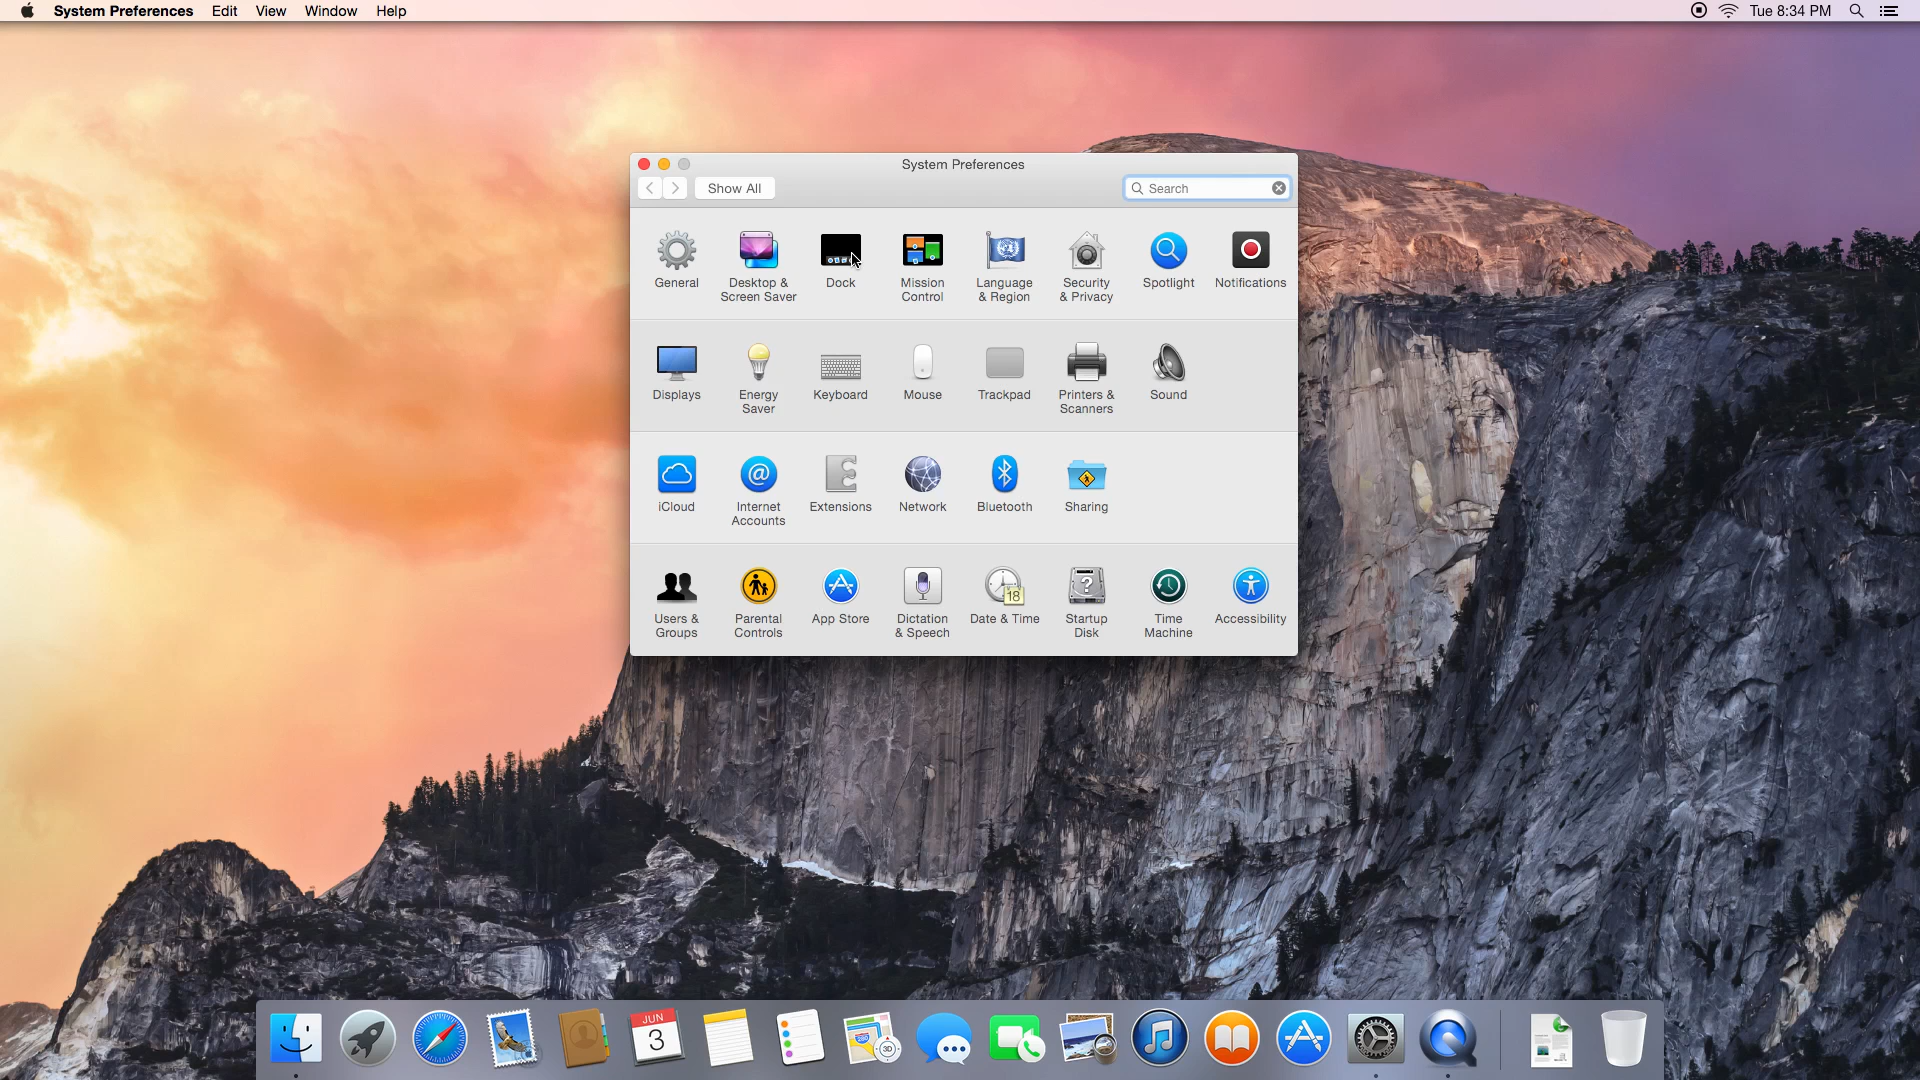 System Preferences Edit View Window Help Tue 8:34 PM
System Preferences
Show All Search
General Desktop & Screen Saver Dock Mission Control Language & Region Security & Privacy Spotlight Notifications
Displays Energy Saver Keyboard Mouse Trackpad Printers & Scanners Sound
iCloud Internet Accounts Extensions Network Bluetooth Sharing
18
Users & Groups Parental Controls App Store Dictation & Speech Date & Time Startup Disk Time Machine Accessibility
JUN
3
280
3D